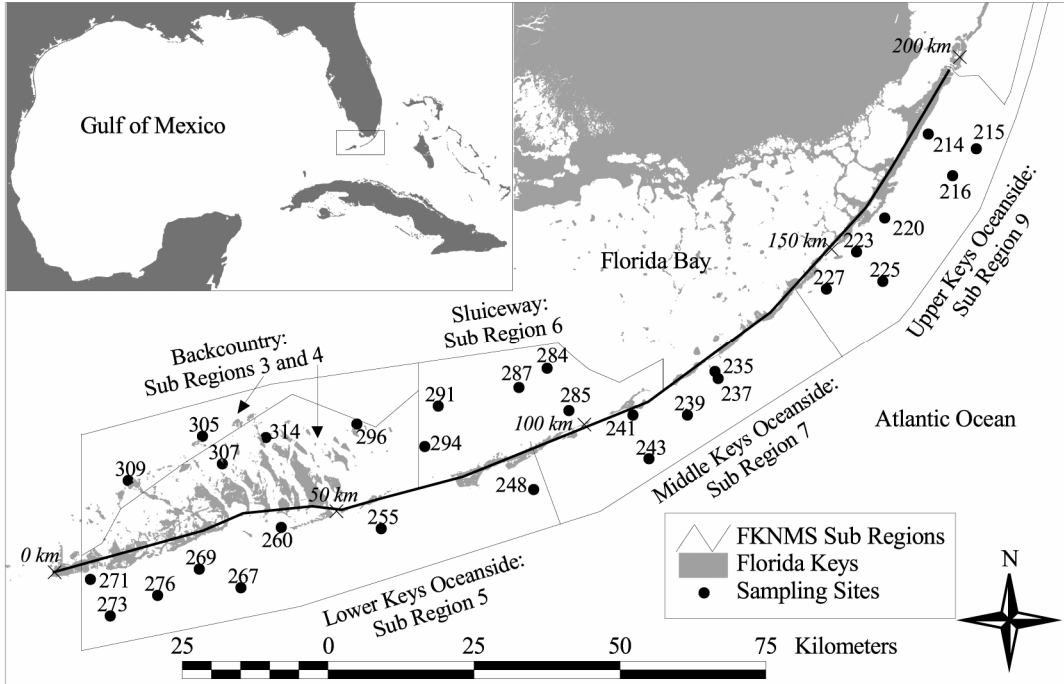 Gulf of Mexico
200 km
214
215
216
220
150 km
223
225
227
Florida Bay
Upper Keys Oceanside:
Sub Region 9
Sluiceway:
Sub Region 6
Backcountry:
Sub Regions 3 and 4
284
287
291
285
294
100 km
235
237
239
241
243
248
Atlantic Ocean
Middle Keys Oceanside:
Sub Region 7
305
314
296
307
309
50 km
255
260
0 km
269
267
271
276
273
Lower Keys Oceanside:
Sub Region 5
FKNMS Sub Regions
Florida Keys
Sampling Sites
N
25 0 25 50 75 Kilometers